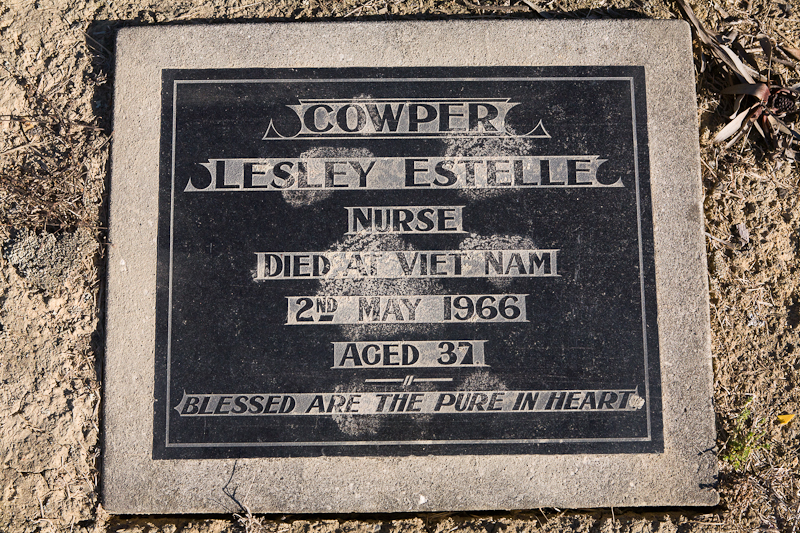 COWPER
LESLEY ESTELLE
NURSE
DIED AT VIET NAM
2ND MAY 1966
AGED 37
BLESSED ARE THE PURE IN HEART.